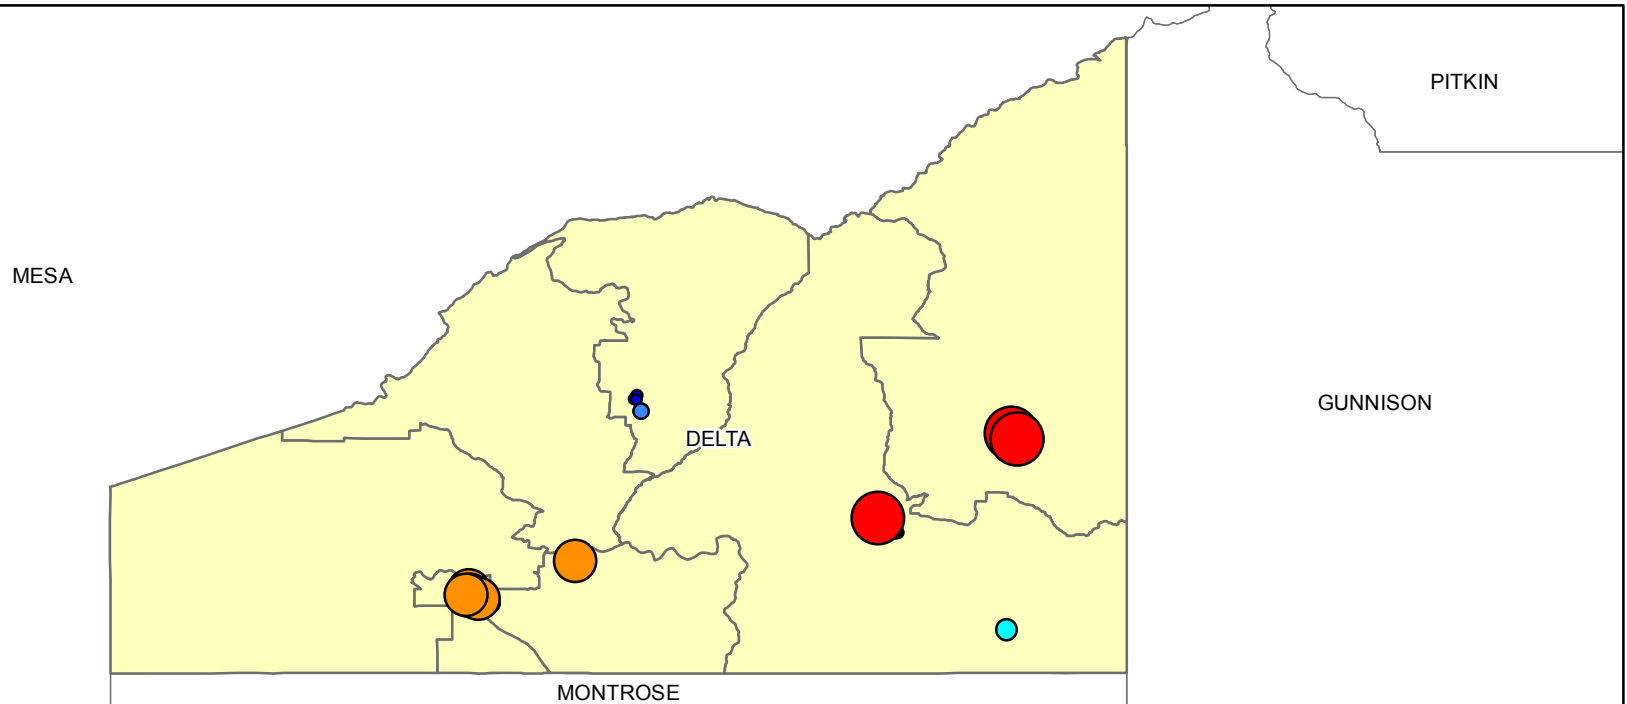 PITKIN
MESA
GUNNISON
DELTA
MONTROSE